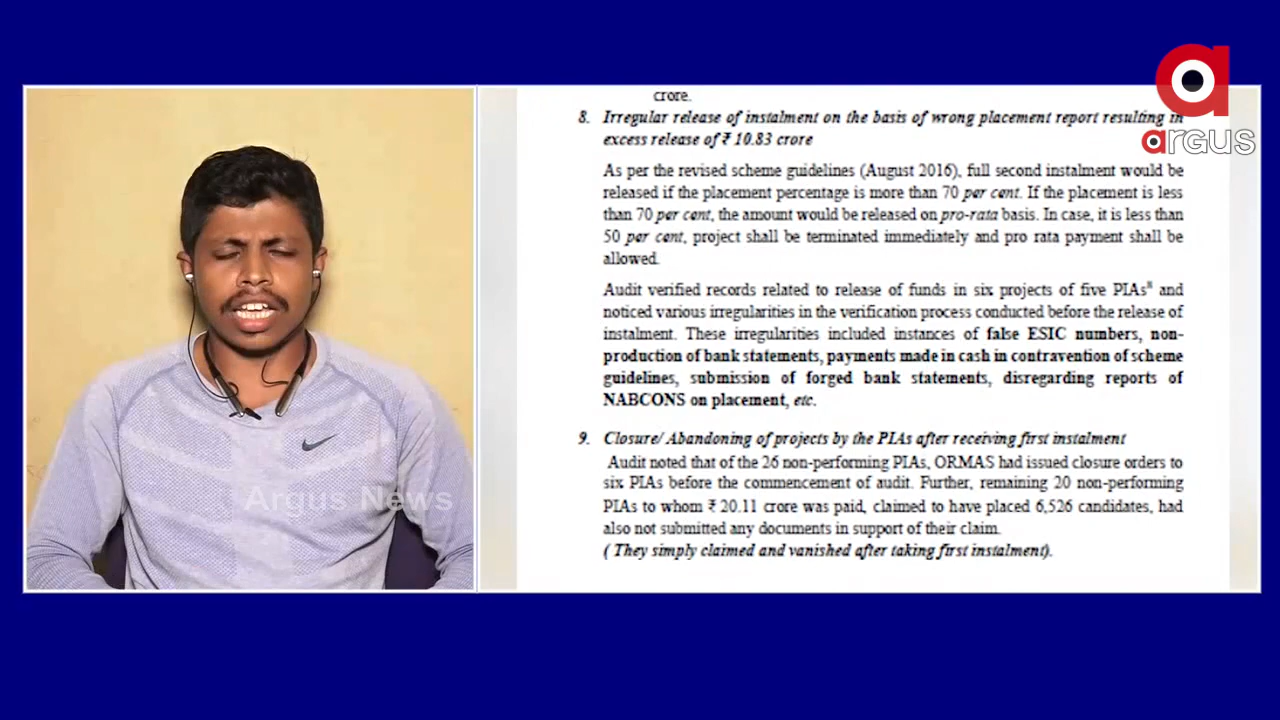 crore.
8. Irregular release of instalment on the basis of wrong placement report resulting in
excess release of ₹ 10.83 crore
As per the revised scheme guidelines (August 2016), full second instalment would be
released if the placement percentage is more than 70 per cent. If the placement is less
than 70 per cent, the amount would be released on pro-rata basis. In case, it is less than
50 per cent, project shall be terminated immediately and pro rata payment shall be
allowed.
Audit verified records related to release of funds in six projects of five PIAs⁸ and
noticed various irregularities in the verification process conducted before the release of
instalment. These irregularities included instances of false ESIC numbers, non-
production of bank statements, payments made in cash in contravention of scheme
guidelines, submission of forged bank statements, disregarding reports of
NABCONS on placement, etc.
9. Closure/ Abandoning of projects by the PIAs after receiving first instalment
Audit noted that of the 26 non-performing PIAs, ORMAS had issued closure orders to
six PIAs before the commencement of audit. Further, remaining 20 non-performing
PIAs to whom ₹ 20.11 crore was paid, claimed to have placed 6,526 candidates, had
also not submitted any documents in support of their claim.
( They simply claimed and vanished after taking first instalment).
a
argus
Argus News